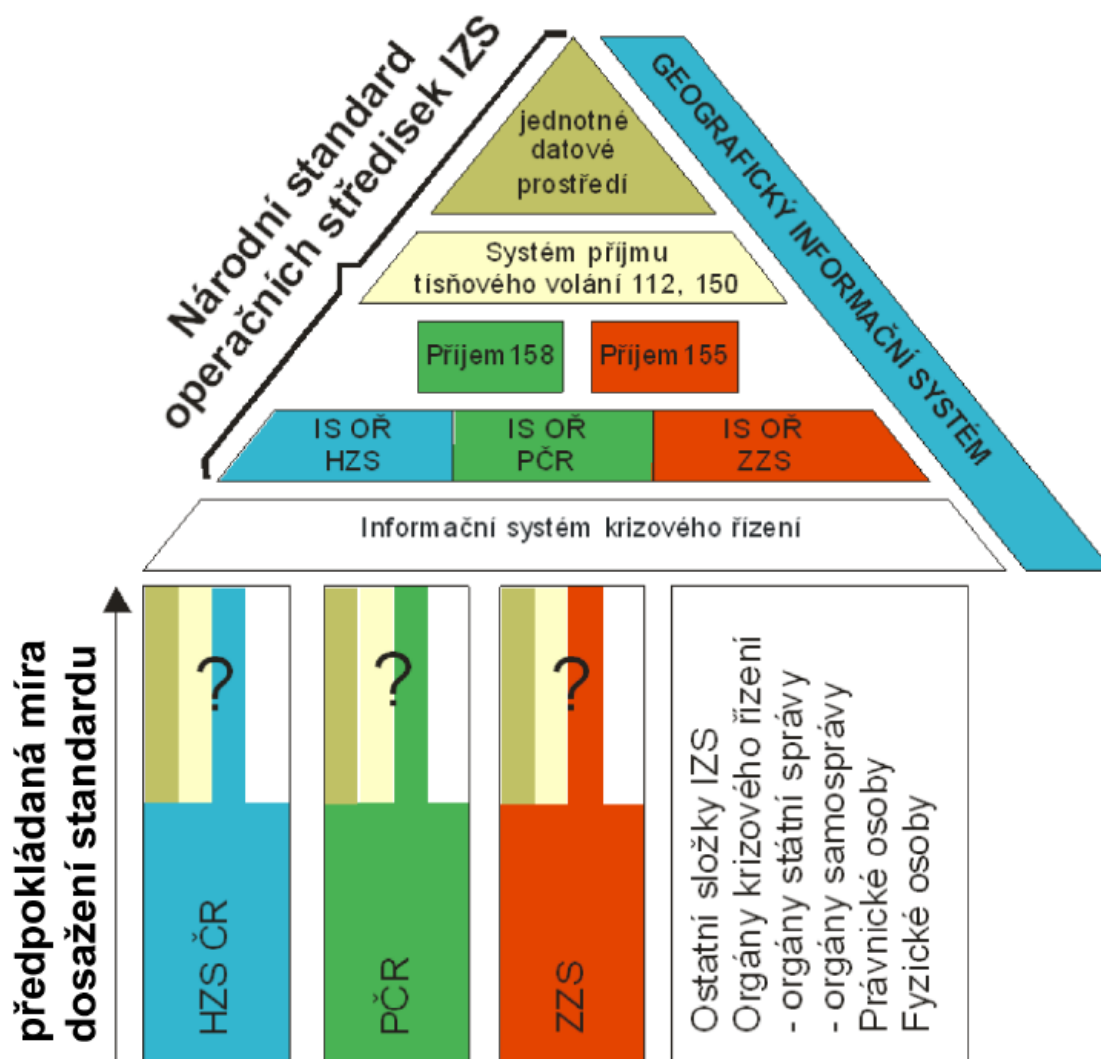 Národní standard
operačních středisek IZS
GEOGRAFICKÝ INFORMAČNÍ SYSTÉM
jednotné
datové
prostředí
Systém příjmu
tísňového volání 112, 150
Příjem 158
Příjem 155
IS OŘ
HZS
IS OŘ
PČR
IS OŘ
ZZS
Informační systém krizového řízení
předpokládaná míra
dosažení standardu
?
HZS ČR
?
PČR
?
ZZS
Ostatní složky IZS
Orgány krizového řízení
- orgány státní správy
- orgány samosprávy
Právnické osoby
Fyzické osoby